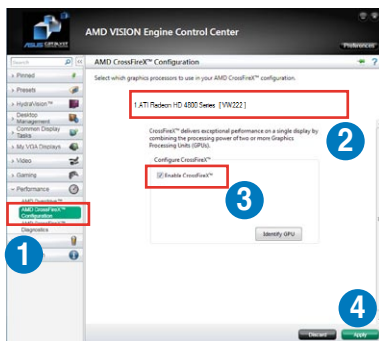 AMD VISION Engine Control Center
Preferences
Search
AMD CrossFireX™ Configuration
?
Pinned
Select which graphics processors to use in your AMD CrossFireX™ configuration.
Presets
HydraVision™
1.ATI Radeon HD 4800 Series [VW222]
Desktop
Management
2
Common Display
Tasks
CrossFireX™ delivers exceptional performance on a single display by
combining the processing power of two or more Graphics
Processing Units (GPUs).
My VGA Displays
Video
Configure CrossFireX™
Gaming
Enable CrossFireX™
Performance
3
AMD CrossFireX™
Configuration
Diagnostics
Identify GPU
1
4
Discard
Apply